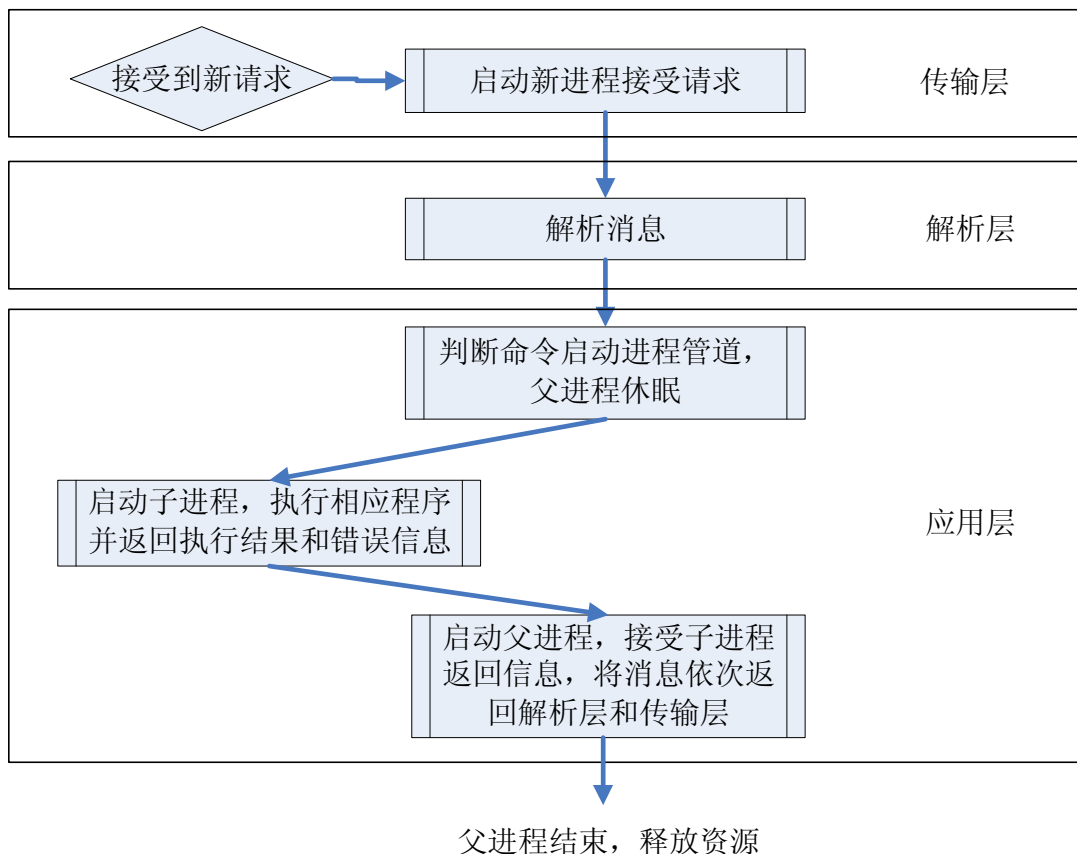 接受到新请求
启动新进程接受请求
传输层
解析消息
解析层
判断命令启动进程管道，
父进程休眠
启动子进程，执行相应程序
并返回执行结果和错误信息
应用层
启动父进程，接受子进程
返回信息，将消息依次返
回解析层和传输层
父进程结束，释放资源